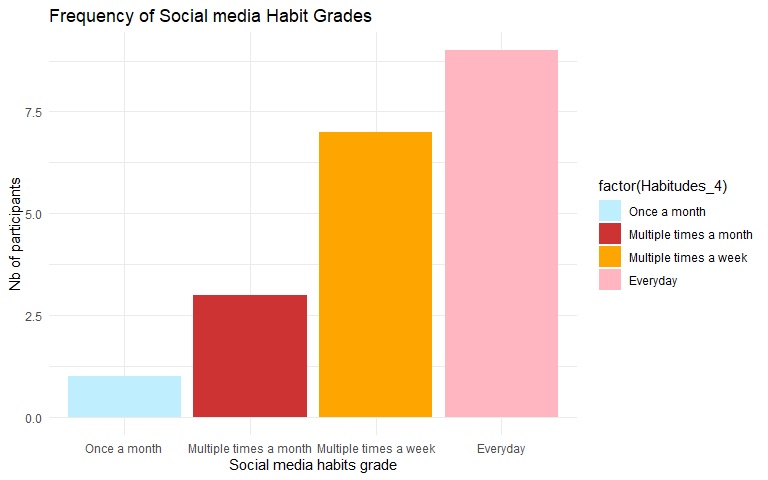 Frequency of Social media Habit Grades
Nb of participants
7.5
5.0
2.5
0.0
Once a month
Multiple times a month
Multiple times a week
Everyday
Social media habits grade
factor(Habitudes_4)
Once a month
Multiple times a month
Multiple times a week
Everyday